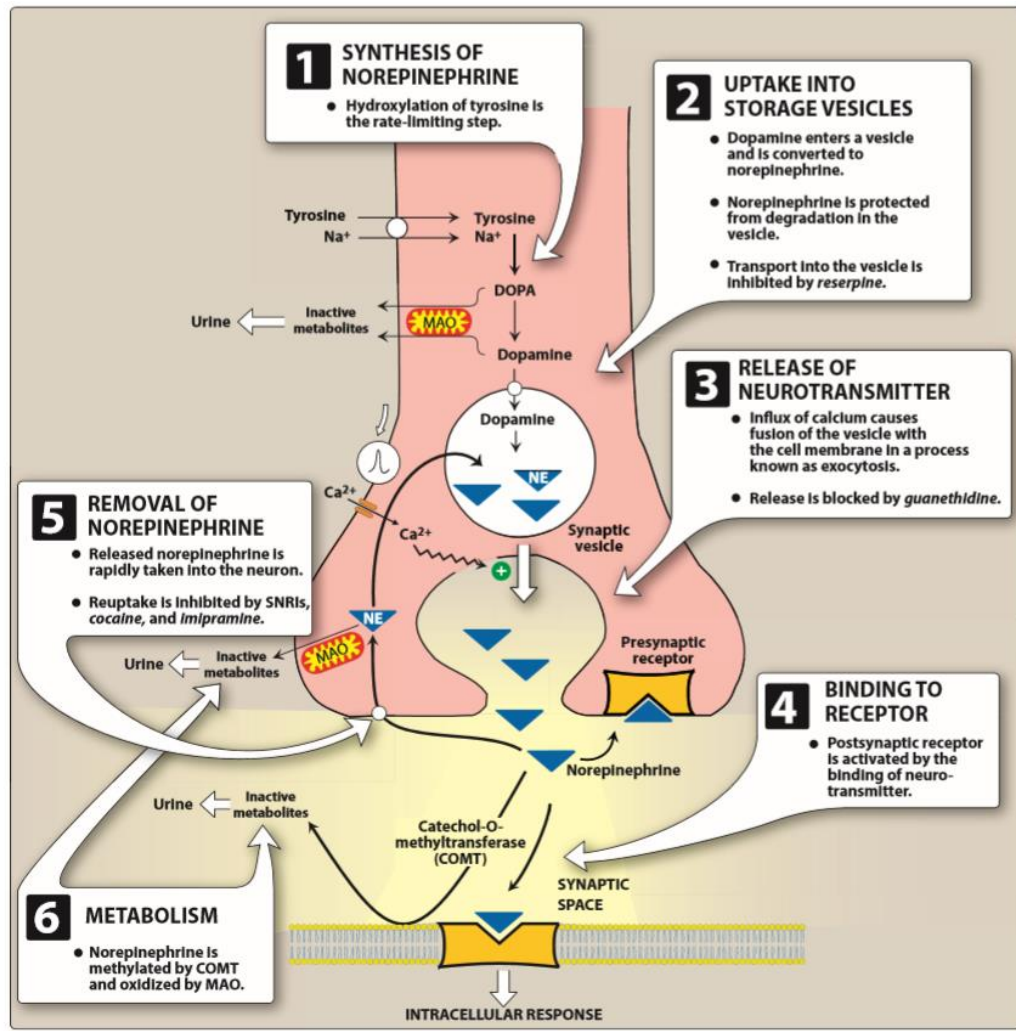 1 SYNTHESIS OF
NOREPINEPHRINE
• Hydroxylation of tyrosine is
the rate-limiting step.
2 UPTAKE INTO
STORAGE VESICLES
• Dopamine enters a vesicle
and is converted to
norepinephrine.
• Norepinephrine is protected
from degradation in the
vesicle.
• Transport into the vesicle is
inhibited by reserpine.
Tyrosine
Na⁺
Tyrosine
Na⁺
DOPA
MAO
Inactive
metabolites
Urine
Dopamine
Dopamine
NE
Synaptic
vesicle
3 RELEASE OF
NEUROTRANSMITTER
• Influx of calcium causes
fusion of the vesicle with
the cell membrane in a process
known as exocytosis.
• Release is blocked by guanethidine.
Ca²⁺
Ca²⁺
+
5 REMOVAL OF
NOREPINEPHRINE
• Released norepinephrine is
rapidly taken into the neuron.
• Reuptake is inhibited by SNRIs,
cocaine, and imipramine.
NE
MAO
Inactive
metabolites
Urine
Presynaptic
receptor
4 BINDING TO
RECEPTOR
• Postsynaptic receptor
is activated by the
binding of neuro-
transmitter.
Norepinephrine
Urine
Inactive
metabolites
Catechol-O-
methyltransferase
(COMT)
SYNAPTIC
SPACE
6 METABOLISM
• Norepinephrine is
methylated by COMT
and oxidized by MAO.
INTRACELLULAR RESPONSE